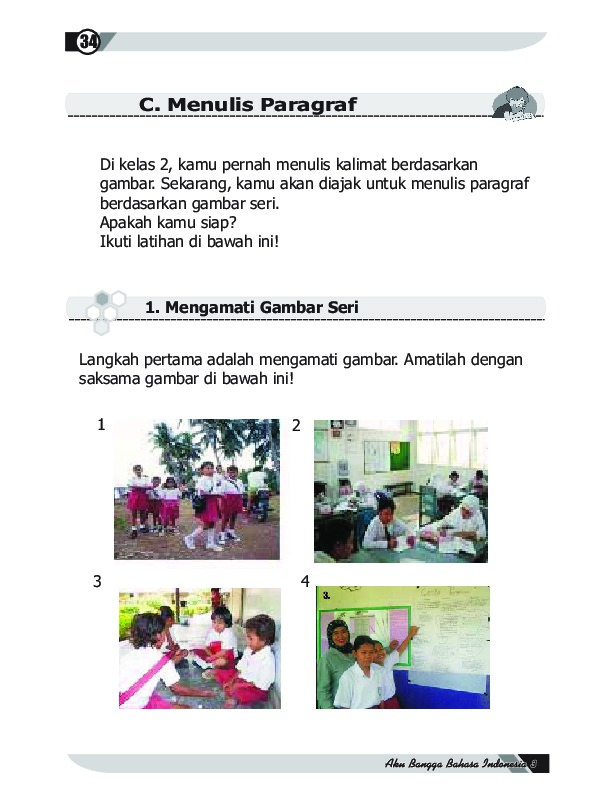 34
C. Menulis Paragraf
Di kelas 2, kamu pernah menulis kalimat berdasarkan
gambar. Sekarang, kamu akan diajak untuk menulis paragraf
berdasarkan gambar seri.
Apakah kamu siap?
Ikuti latihan di bawah ini!
1. Mengamati Gambar Seri
Langkah pertama adalah mengamati gambar. Amatilah dengan
saksama gambar di bawah ini!
1
2
3
4
3.
Aku Bangga Bahasa Indonesia 3